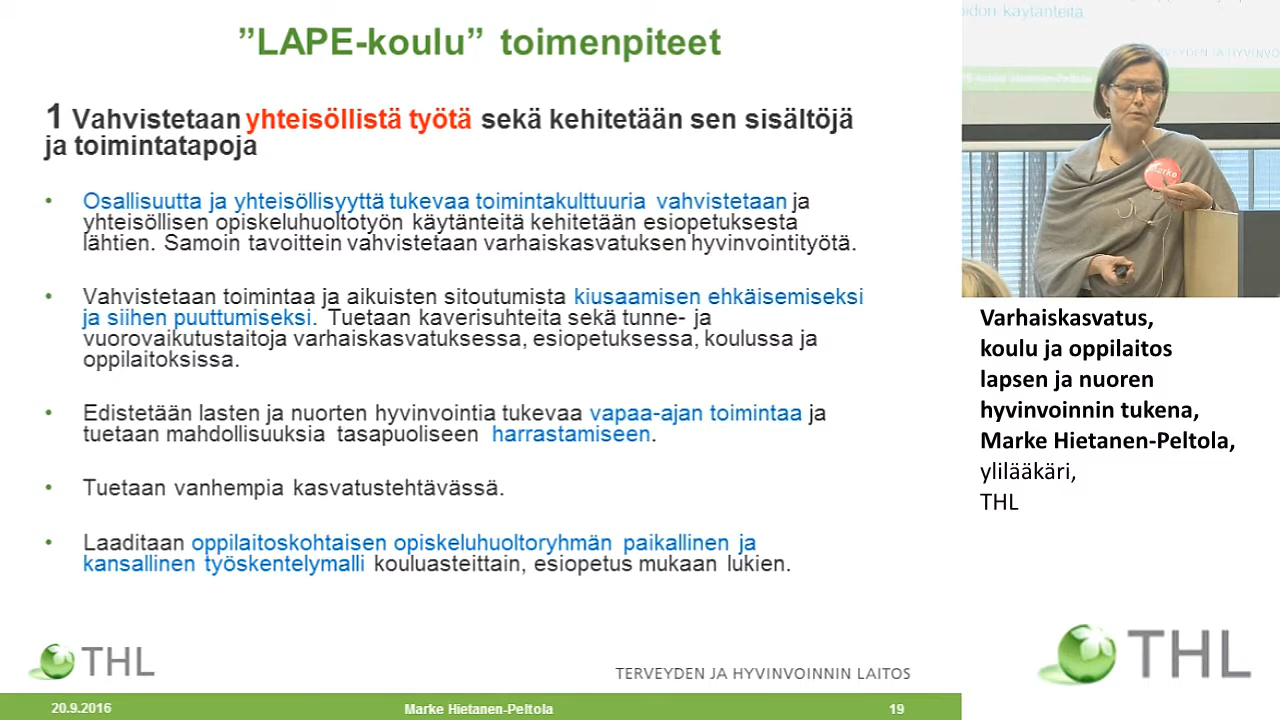 ”LAPE-koulu” toimenpiteet
1 Vahvistetaan yhteisöllistä työtä sekä kehitetään sen sisältöjä
ja toimintatapoja
• Osallisuutta ja yhteisöllisyyttä tukevaa toimintakulttuuria vahvistetaan ja
yhteisöllisen opiskeluhuoltotyön käytänteitä kehitetään esiopetuksesta
lähtien. Samoin tavoittein vahvistetaan varhaiskasvatuksen hyvinvointityötä.
• Vahvistetaan toimintaa ja aikuisten sitoutumista kiusaamisen ehkäisemiseksi
ja siihen puuttumiseksi. Tuetaan kaverisuhteita sekä tunne- ja
vuorovaikutustaitoja varhaiskasvatuksessa, esiopetuksessa, koulussa ja
oppilaitoksissa.
• Edistetään lasten ja nuorten hyvinvointia tukevaa vapaa-ajan toimintaa ja
tuetaan mahdollisuuksia tasapuoliseen harrastamiseen.
• Tuetaan vanhempia kasvatustehtävässä.
• Laaditaan oppilaitoskohtaisen opiskeluhuoltoryhmän paikallinen ja
kansallinen työskentelymalli kouluasteittain, esiopetus mukaan lukien.
THL
TERVEYDEN JA HYVINVOINNIN LAITOS
20.9.2016
Marke Hietanen-Peltola
19
käytänteitä
TERVEYDEN JA HYVINVO
Marke
Varhaiskasvatus,
koulu ja oppilaitos
lapsen ja nuoren
hyvinvoinnin tukena,
Marke Hietanen-Peltola,
ylilääkäri,
THL
THL